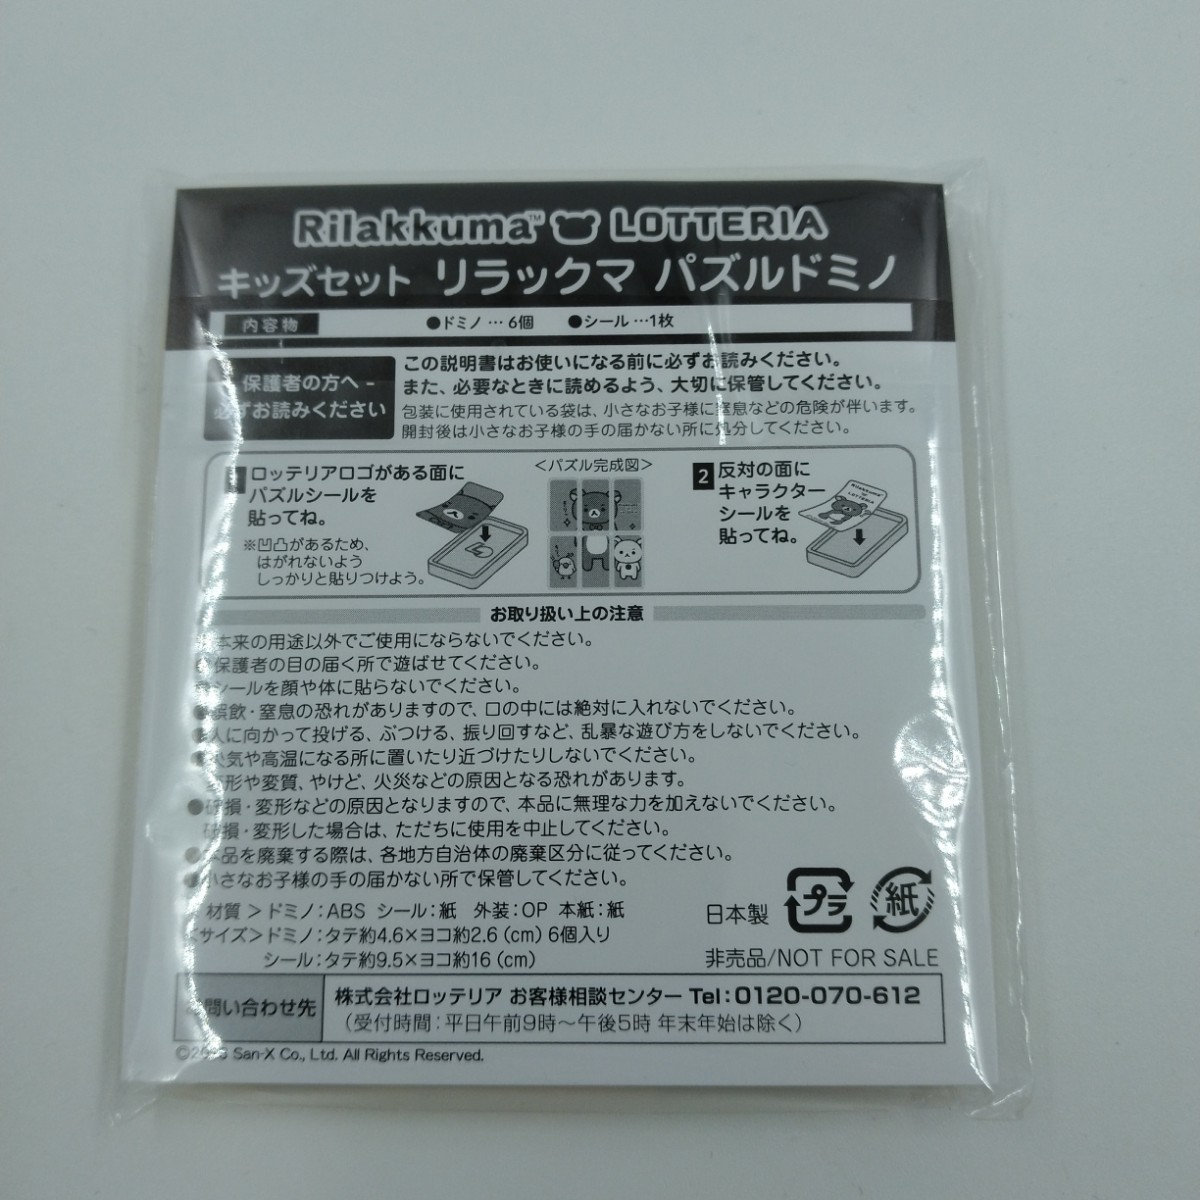 Rilakkuma™ LOTTERIA
キッズセット リラックマ パズルドミノ
内容物 ●ドミノ…6個 ●シール…1枚
保護者の方へ -
必ずお読みください
この説明書はお使いになる前に必ずお読みください。
また、必要なときに読めるよう、大切に保管してください。
包装に使用されている袋は、小さなお子様に窒息などの危険が伴います。
開封後は小さなお子様の手の届かない所に処分してください。
1 ロッテリアロゴがある面に
パズルシールを
貼ってね。
※凹凸があるため、
はがれないよう
しっかりと貼りつけよう。
＜パズル完成図＞
2 反対の面に
キャラクター
シールを
貼ってね。
Rilakkuma
LOTTERIA
お取り扱い上の注意
本来の用途以外でご使用にならないでください。
保護者の目の届く所で遊ばせてください。
シールを顔や体に貼らないでください。
●誤飲・窒息の恐れがありますので、口の中には絶対に入れないでください。
●人に向かって投げる、ぶつける、振り回すなど、乱暴な遊び方をしないでください。
●火気や高温になる所に置いたり近づけたりしないでください。
変形や変質、やけど、火災などの原因となる恐れがあります。
●破損・変形などの原因となりますので、本品に無理な力を加えないでください。
破損・変形した場合は、ただちに使用を中止してください。
●本品を廃棄する際は、各地方自治体の廃棄区分に従ってください。
●小さなお子様の手の届かない所で保管してください。
＜材質＞ドミノ：ABS シール：紙 外装：OP 本紙：紙
＜サイズ＞ドミノ：タテ約4.6×ヨコ約2.6(cm) 6個入り
シール：タテ約9.5×ヨコ約16(cm)
日本製 プラ 紙
非売品/NOT FOR SALE
お問い合わせ先
株式会社ロッテリア お客様相談センター Tel：0120-070-612
（受付時間：平日午前9時～午後5時 年末年始は除く）
San-X Co., Ltd. All Rights Reserved.